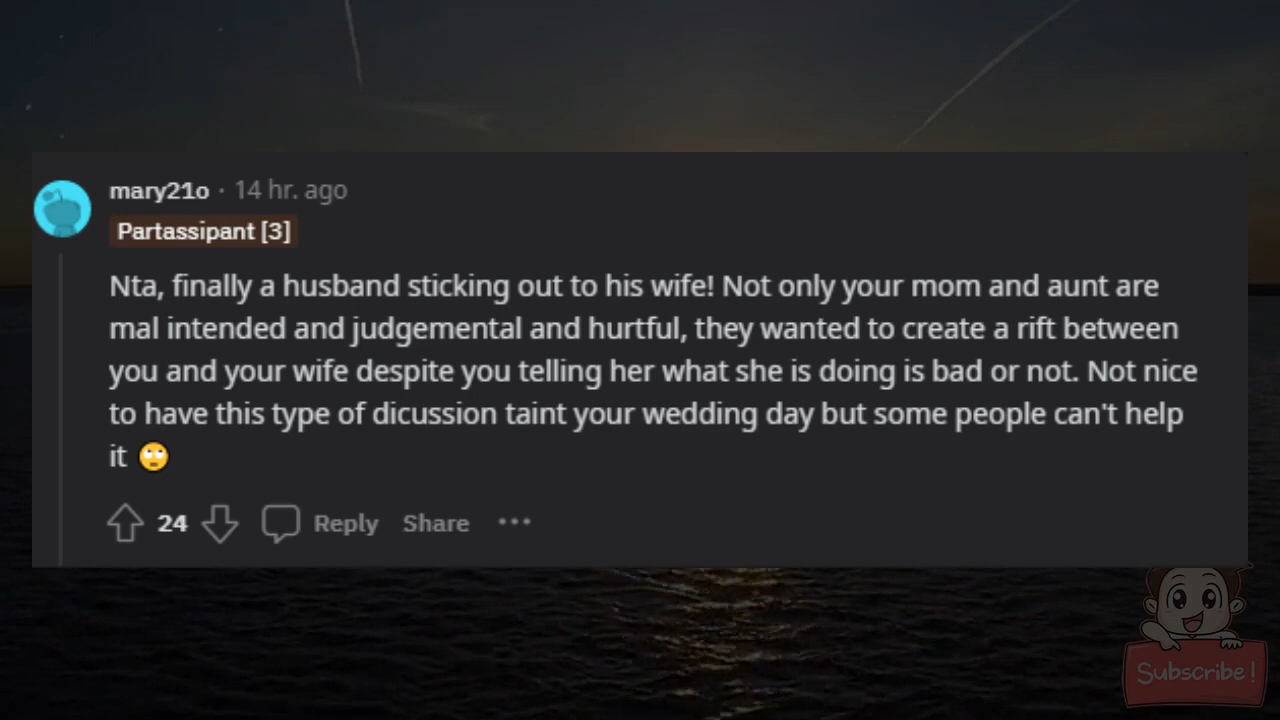 mary21o · 14 hr. ago
Partassipant [3]
Nta, finally a husband sticking out to his wife! Not only your mom and aunt are
mal intended and judgemental and hurtful, they wanted to create a rift between
you and your wife despite you telling her what she is doing is bad or not. Not nice
to have this type of dicussion taint your wedding day but some people can't help
it 🙄
24 Reply Share ···
Subscribe!